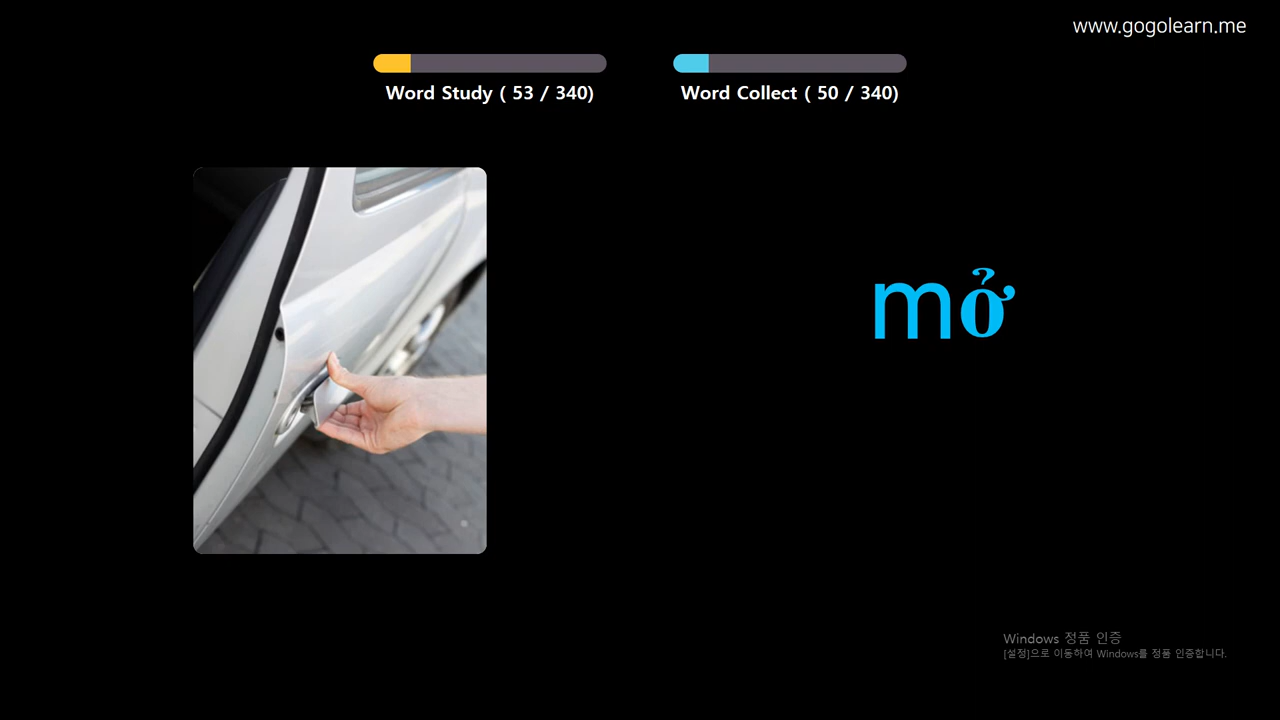 www.gogolearn.me
Word Study ( 53 / 340)
Word Collect ( 50 / 340)
mở
Windows 정품 인증
[설정]으로 이동하여 Windows를 정품 인증합니다.